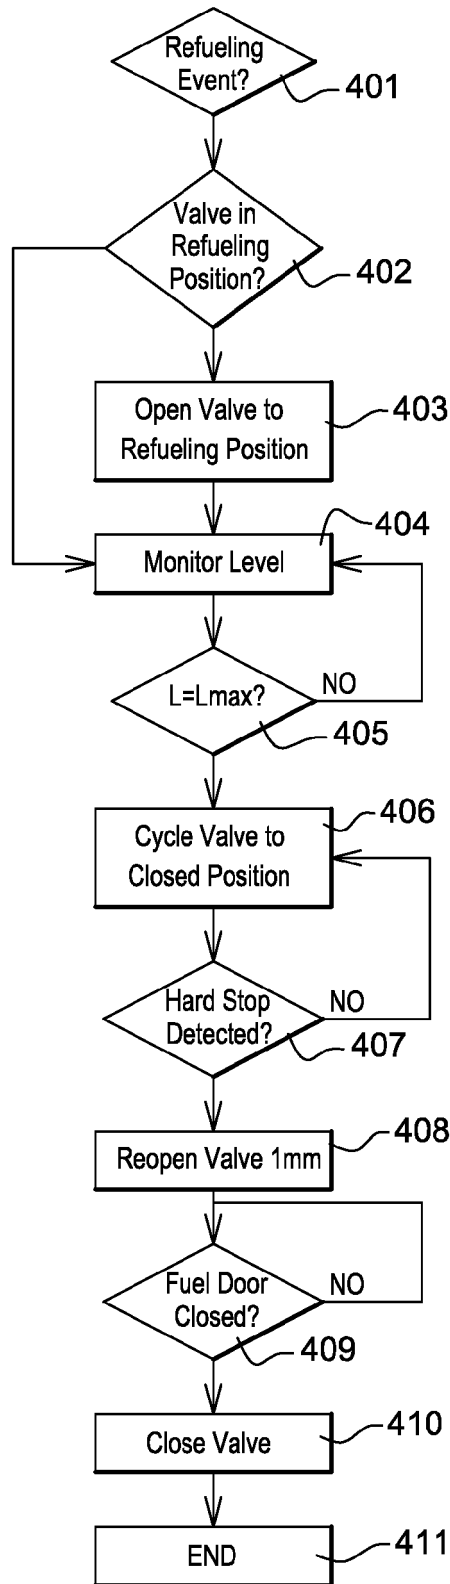 Refueling
Event?
401
Valve in
Refueling
Position?
402
Open Valve to
Refueling Position
403
404
Monitor Level
L=Lmax?
NO
405
Cycle Valve to
Closed Position
406
Hard Stop
Detected?
NO
407
Reopen Valve 1mm
408
Fuel Door
Closed?
NO
409
Close Valve
410
END
411